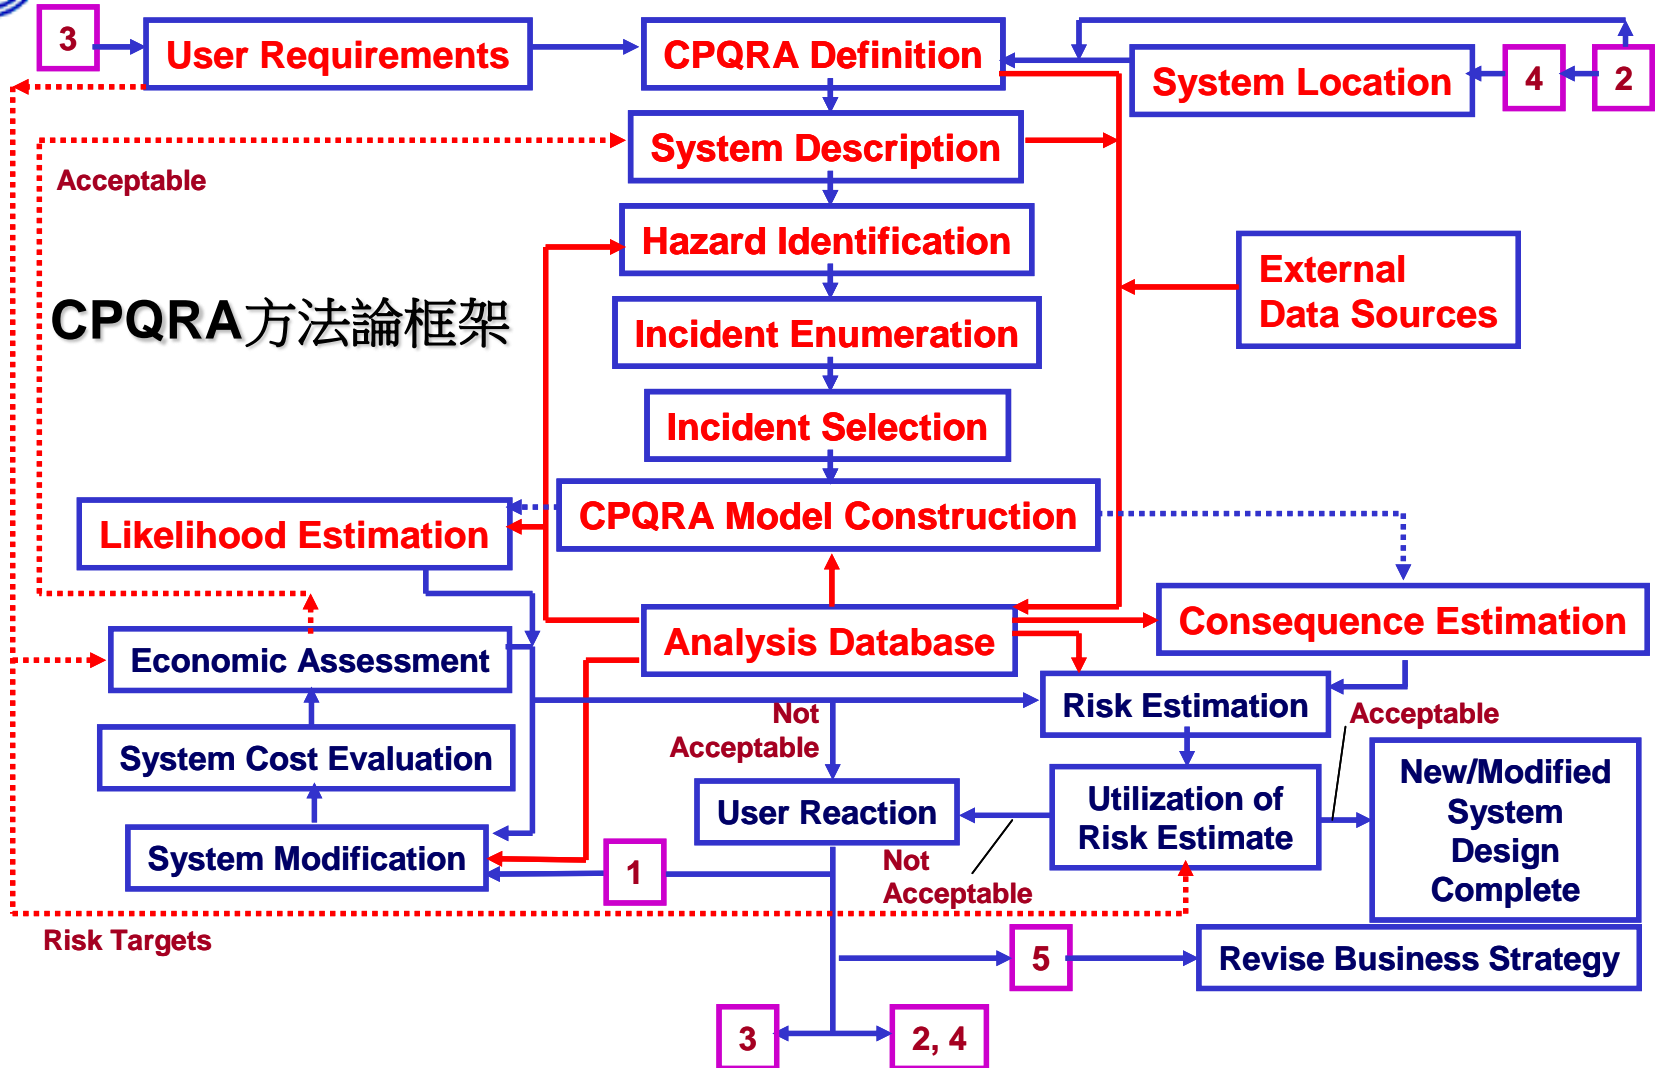 3
User Requirements
CPQRA Definition
System Location
4
2
System Description
Acceptable
Hazard Identification
External
Data Sources
CPQRA方法論框架
Incident Enumeration
Incident Selection
CPQRA Model Construction
Likelihood Estimation
Analysis Database
Consequence Estimation
Economic Assessment
Risk Estimation
Not
Acceptable
Acceptable
System Cost Evaluation
User Reaction
Utilization of
Risk Estimate
New/Modified
System
Design
Complete
System Modification
1
Not
Acceptable
Risk Targets
5
Revise Business Strategy
3
2, 4